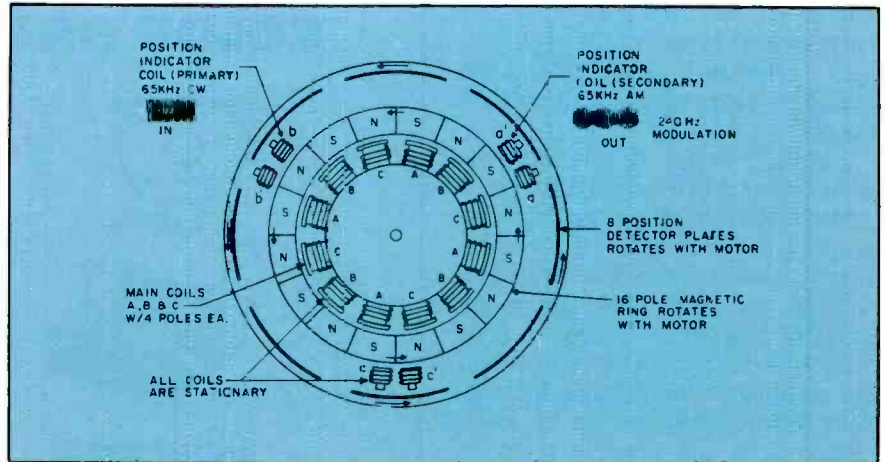 POSITION
INDICATOR
COIL (PRIMARY)
65KHz CW
IN
POSITION
INDICATOR
COIL (SECONDARY)
65KHz AM
240Hz
MODULATION
OUT
N S
b S N a'
b' N S a
B C A B
A C
S N
C A
N S
B B
A C
S N
N S
S N
c c'
8 POSITION
DETECTOR PLATES
ROTATES WITH MOTOR
MAIN COILS
A, B & C
W/4 POLES EA.
16 POLE MAGNETIC
RING ROTATES
WITH MOTOR
ALL COILS
ARE STATIONARY